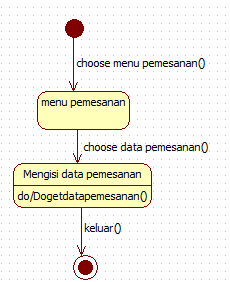 choose menu pemesanan()
menu pemesanan
choose data pemesanan()
Mengisi data pemesanan
do/Dogetdatapemesanan()
keluar()